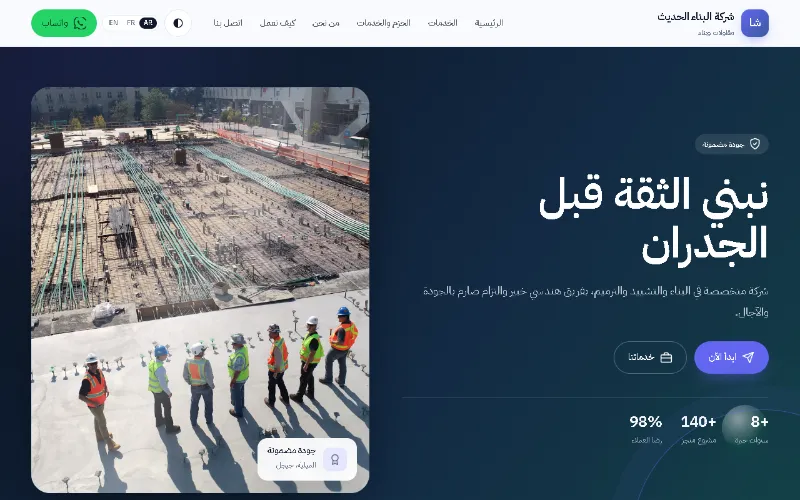 شا
شركة البناء الحديث
مقاولات وبناء
الرئيسية
الخدمات
الحزم والخدمات
من نحن
كيف نعمل
اتصل بنا
AR
FR
EN
واتساب
جودة مضمونة
نبني الثقة قبل
الجدران
شركة متخصصة في البناء والتشييد والترميم، بفريق هندسي خبير والتزام صارم بالجودة
والآجال.
ابدأ الآن
خدماتنا
8+
سنوات خبرة
140+
مشروع منجز
98%
رضا العملاء
جودة مضمونة
الميلية، جيجل